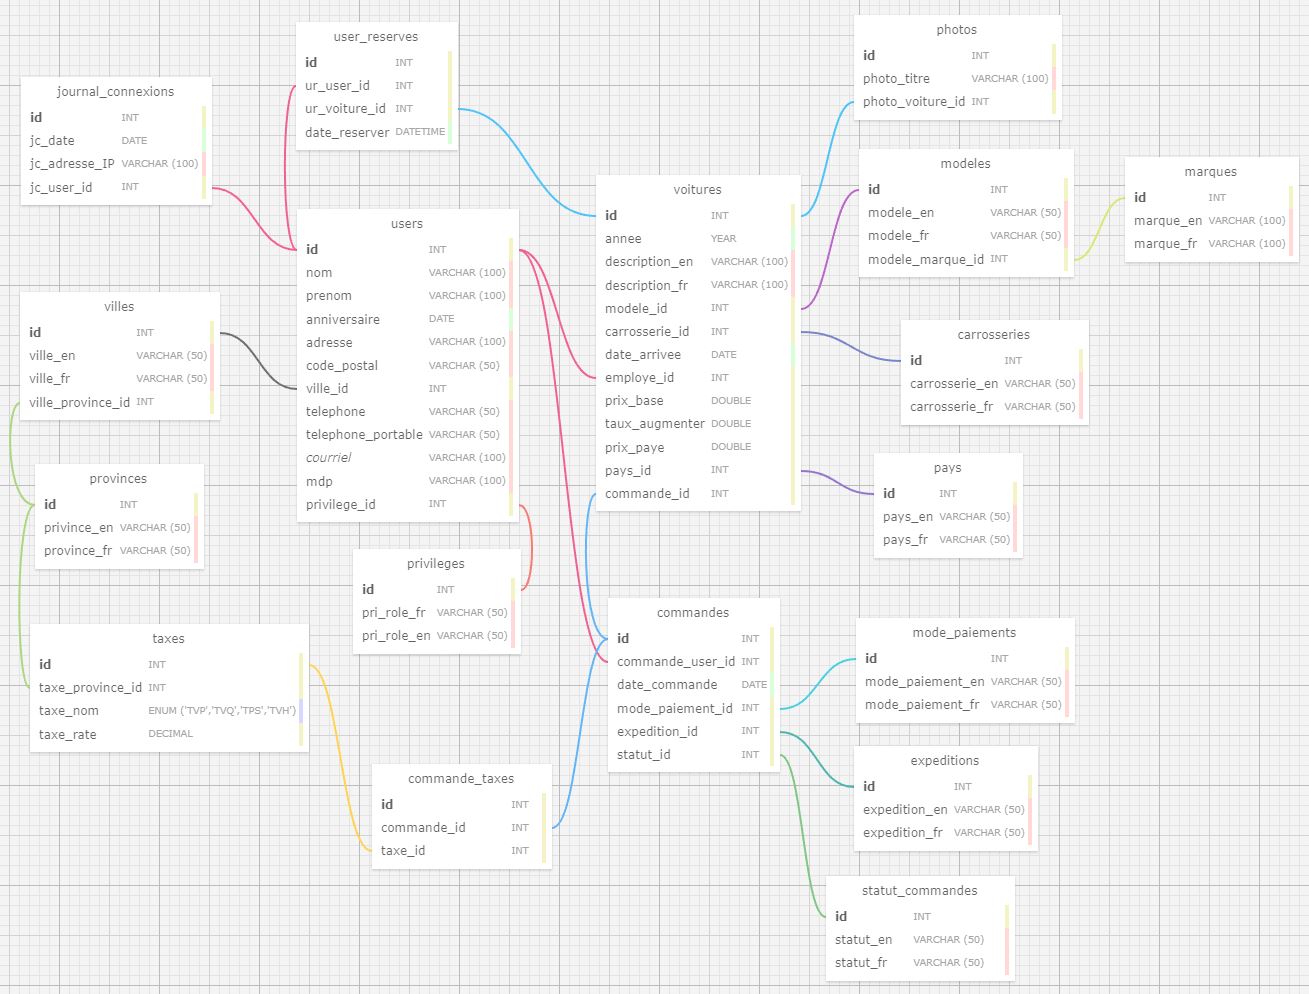 user_reserves
id INT
ur_user_id INT
ur_voiture_id INT
date_reserver DATETIME
photos
id INT
photo_titre VARCHAR (100)
photo_voiture_id INT
journal_connexions
id INT
jc_date DATE
jc_adresse_IP VARCHAR (100)
jc_user_id INT
modeles
id INT
modele_en VARCHAR (50)
modele_fr VARCHAR (50)
modele_marque_id INT
marques
id INT
marque_en VARCHAR (100)
marque_fr VARCHAR (100)
voitures
id INT
annee YEAR
description_en VARCHAR (100)
description_fr VARCHAR (100)
modele_id INT
carrosserie_id INT
date_arrivee DATE
employe_id INT
prix_base DOUBLE
taux_augmenter DOUBLE
prix_paye DOUBLE
pays_id INT
commande_id INT
users
id INT
nom VARCHAR (100)
prenom VARCHAR (100)
anniversaire DATE
adresse VARCHAR (100)
code_postal VARCHAR (50)
ville_id INT
telephone VARCHAR (50)
telephone_portable VARCHAR (50)
courriel VARCHAR (100)
mdp VARCHAR (100)
privilege_id INT
villes
id INT
ville_en VARCHAR (50)
ville_fr VARCHAR (50)
ville_province_id INT
carrosseries
id INT
carrosserie_en VARCHAR (50)
carrosserie_fr VARCHAR (50)
provinces
id INT
privince_en VARCHAR (50)
province_fr VARCHAR (50)
pays
id INT
pays_en VARCHAR (50)
pays_fr VARCHAR (50)
privileges
id INT
pri_role_fr VARCHAR (50)
pri_role_en VARCHAR (50)
commandes
id INT
commande_user_id INT
date_commande DATE
mode_paiement_id INT
expedition_id INT
statut_id INT
mode_paiements
id INT
mode_paiement_en VARCHAR (50)
mode_paiement_fr VARCHAR (50)
taxes
id INT
taxe_province_id INT
taxe_nom ENUM ('TVP','TVQ','TPS','TVH')
taxe_rate DECIMAL
expeditions
id INT
expedition_en VARCHAR (50)
expedition_fr VARCHAR (50)
commande_taxes
id INT
commande_id INT
taxe_id INT
statut_commandes
id INT
statut_en VARCHAR (50)
statut_fr VARCHAR (50)